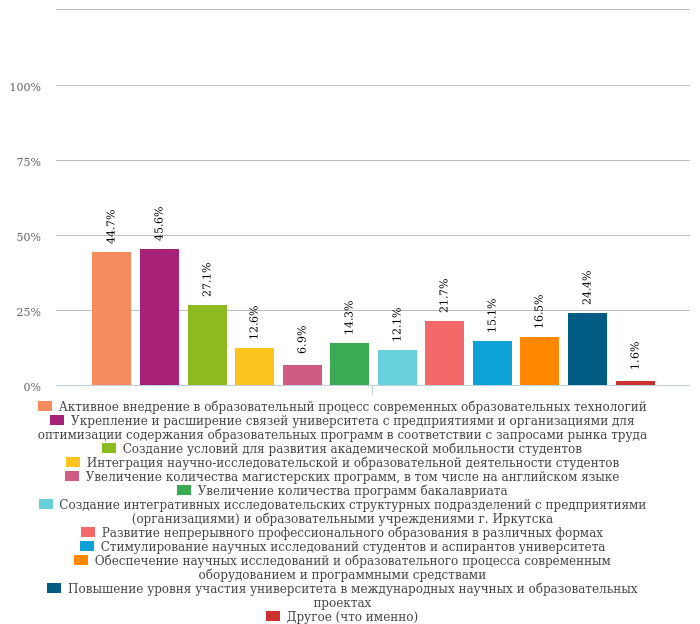 100%
75%
50%
25%
0%
44.7%
45.6%
27.1%
12.6%
6.9%
14.3%
12.1%
21.7%
15.1%
16.5%
24.4%
1.6%
Активное внедрение в образовательный процесс современных образовательных технологий
Укрепление и расширение связей университета с предприятиями и организациями для
оптимизации содержания образовательных программ в соответствии с запросами рынка труда
Создание условий для развития академической мобильности студентов
Интеграция научно-исследовательской и образовательной деятельности студентов
Увеличение количества магистерских программ, в том числе на английском языке
Увеличение количества программ бакалавриата
Создание интегративных исследовательских структурных подразделений с предприятиями
(организациями) и образовательными учреждениями г. Иркутска
Развитие непрерывного профессионального образования в различных формах
Стимулирование научных исследований студентов и аспирантов университета
Обеспечение научных исследований и образовательного процесса современным
оборудованием и программными средствами
Повышение уровня участия университета в международных научных и образовательных
проектах
Другое (что именно)